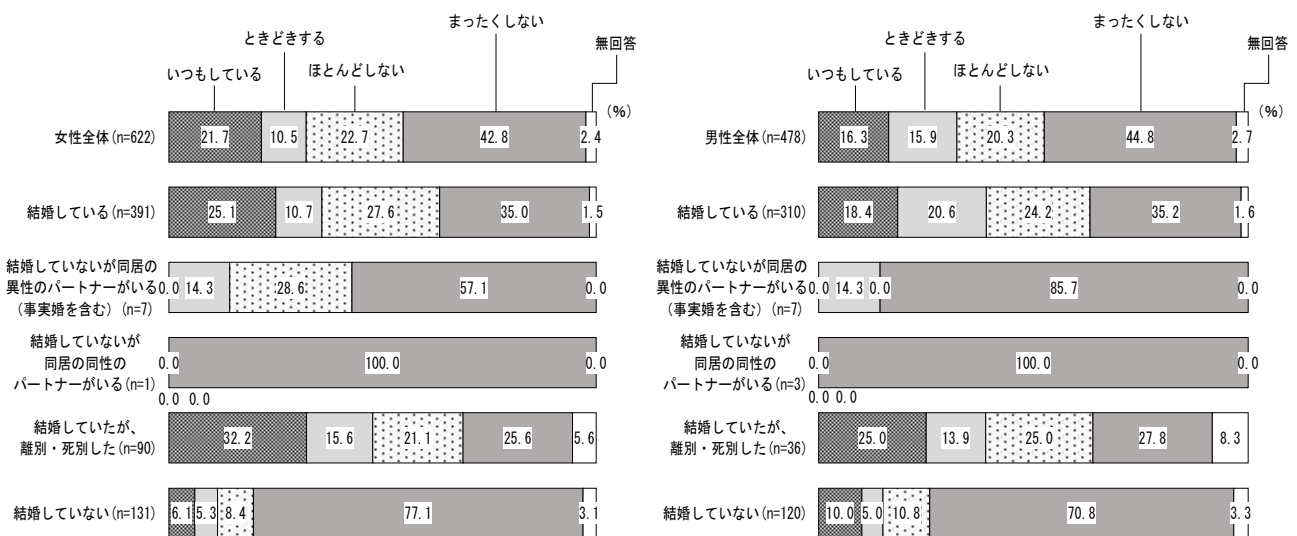 まったくしない
ときどきする
無回答
いつもしている
ほとんどしない
(%)
女性全体(n=622)
21.7 10.5 22.7 42.8 2.4
結婚している(n=391)
25.1 10.7 27.6 35.0 1.5
結婚していないが同居の
異性のパートナーがいる
(事実婚を含む)(n=7)
0.0 14.3 28.6 57.1 0.0
結婚していないが
同居の同性の
パートナーがいる(n=1)
0.0 100.0 0.0
0.0 0.0
結婚していたが、
離別・死別した(n=90)
32.2 15.6 21.1 25.6 5.6
結婚していない(n=131)
6.1 5.3 8.4 77.1 3.1
まったくしない
ときどきする
無回答
いつもしている
ほとんどしない
(%)
男性全体(n=478)
16.3 15.9 20.3 44.8 2.7
結婚している(n=310)
18.4 20.6 24.2 35.2 1.6
結婚していないが同居の
異性のパートナーがいる
(事実婚を含む)(n=7)
0.0 14.3 0.0 85.7 0.0
結婚していないが
同居の同性の
パートナーがいる(n=3)
0.0 100.0 0.0
0.0 0.0
結婚していたが、
離別・死別した(n=36)
25.0 13.9 25.0 27.8 8.3
結婚していない(n=120)
10.0 5.0 10.8 70.8 3.3